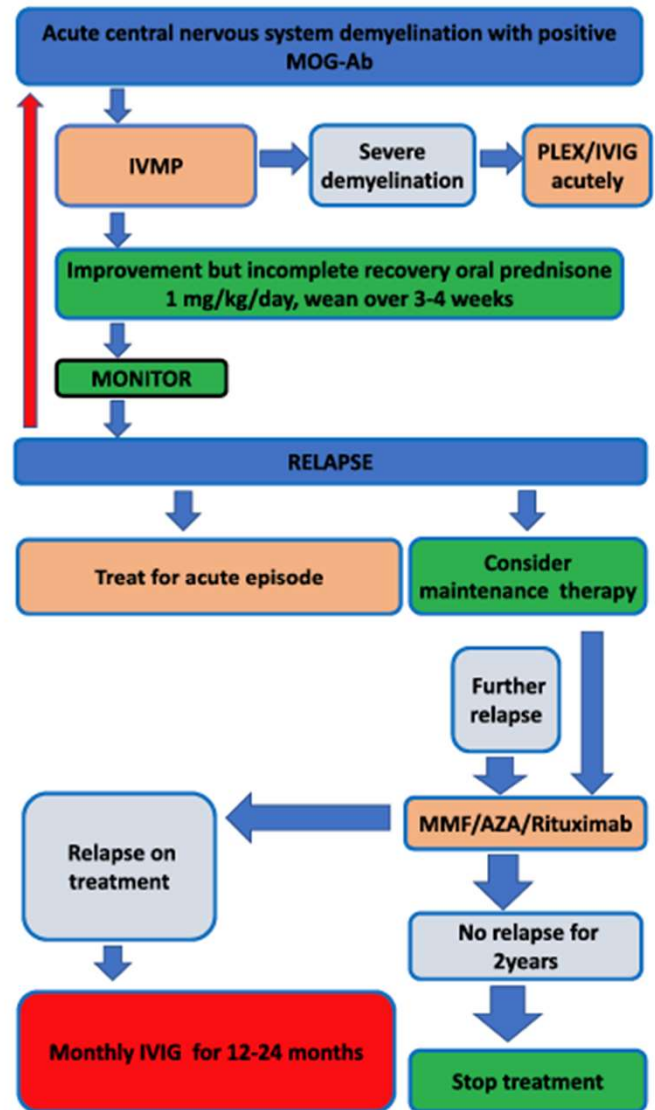 Acute central nervous system demyelination with positive
MOG-Ab
IVMP
Severe
demyelination
PLEX/IVIG
acutely
Improvement but incomplete recovery oral prednisone
1 mg/kg/day, wean over 3-4 weeks
MONITOR
RELAPSE
Treat for acute episode
Consider
maintenance therapy
Further
relapse
MMF/AZA/Rituximab
Relapse on
treatment
No relapse for
2years
Monthly IVIG for 12-24 months
Stop treatment